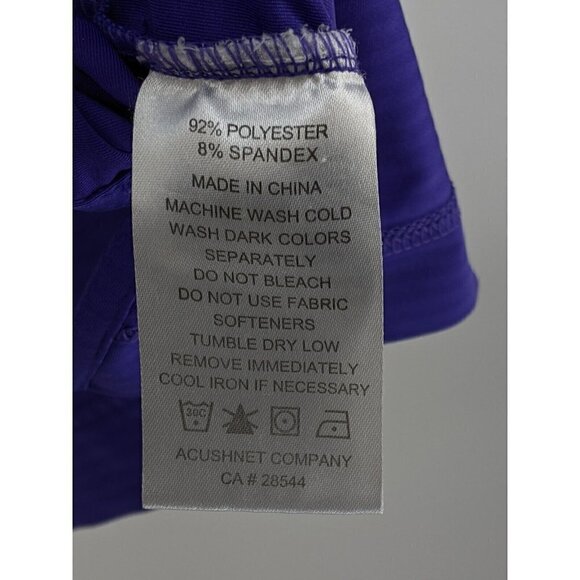 92% POLYESTER
8% SPANDEX
MADE IN CHINA
MACHINE WASH COLD
WASH DARK COLORS
SEPARATELY
DO NOT BLEACH
DO NOT USE FABRIC
SOFTENERS
TUMBLE DRY LOW
REMOVE IMMEDIATELY
COOL IRON IF NECESSARY
30C
ACUSHNET COMPANY
CA # 28544